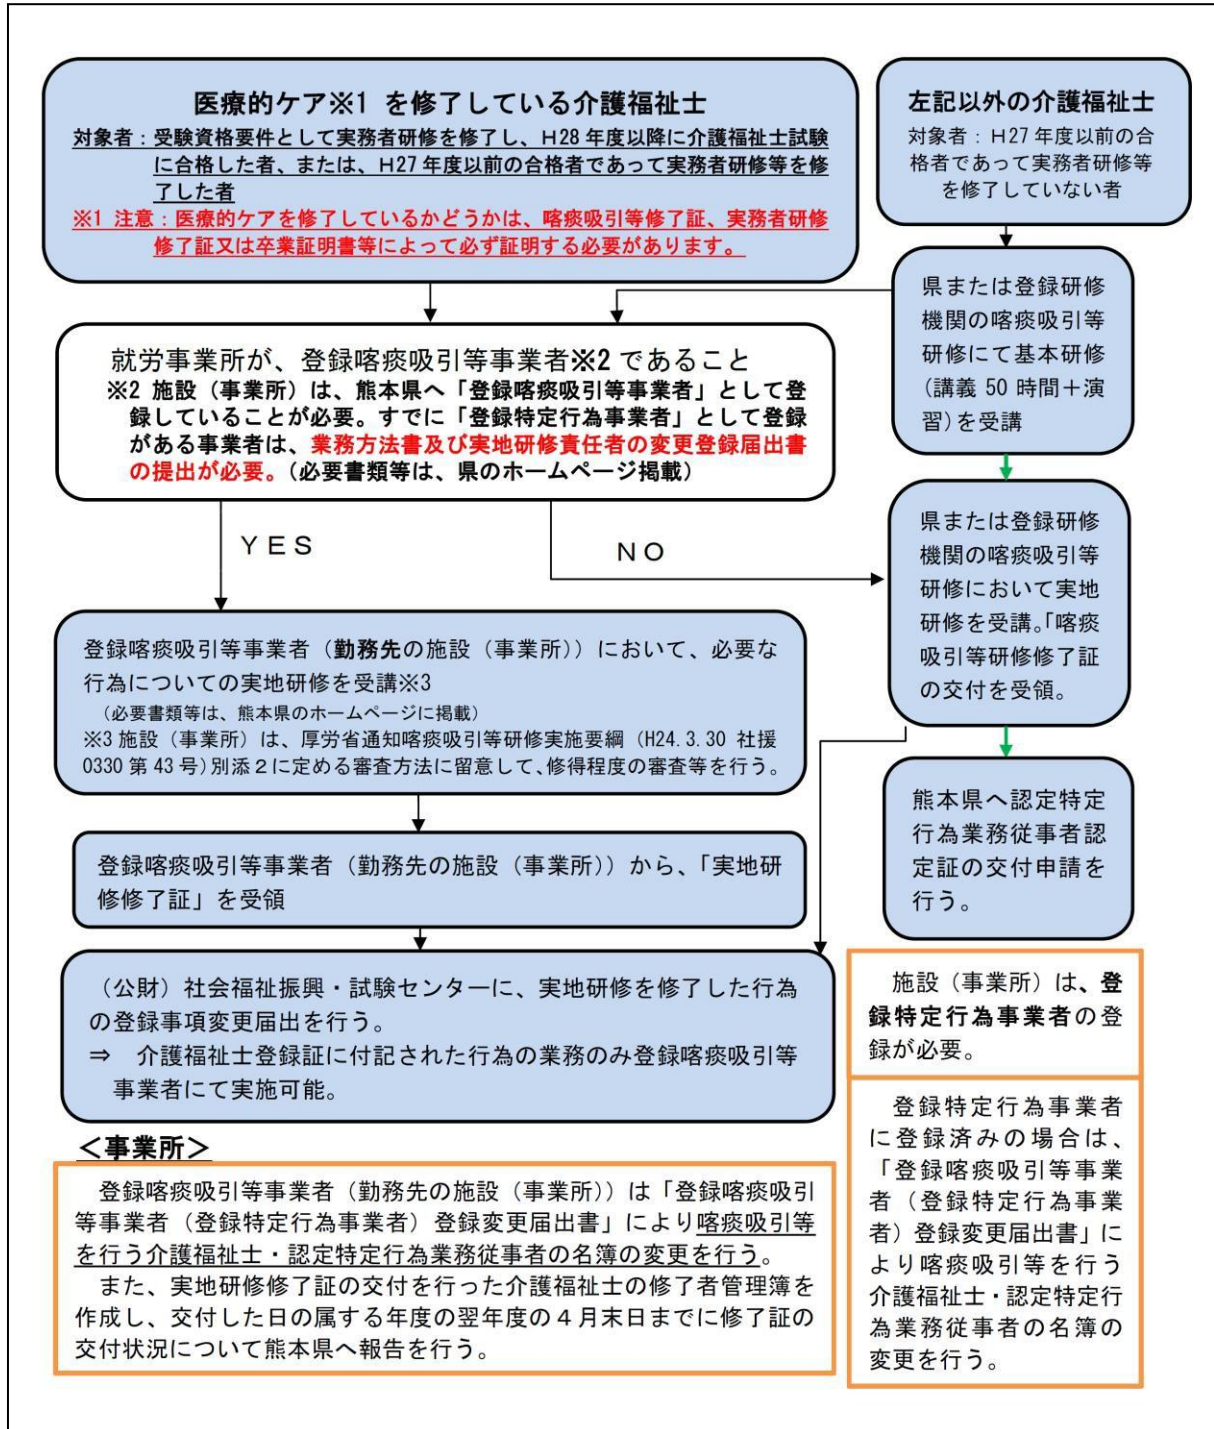 医療的ケア※1 を修了している介護福祉士
対象者：受験資格要件として実務者研修を修了し、H28 年度以降に介護福祉士試験
に合格した者、または、H27 年度以前の合格者であって実務者研修等を修
了した者
※1 注意：医療的ケアを修了しているかどうかは、喀痰吸引等修了証、実務者研修
修了証又は卒業証明書等によって必ず証明する必要があります。
左記以外の介護福祉士
対象者：H27 年度以前の合
格者であって実務者研修等
を修了していない者
県または登録研修
機関の喀痰吸引等
研修にて基本研修
(講義 50 時間＋演
習)を受講
就労事業所が、登録喀痰吸引等事業者※2 であること
※2 施設（事業所）は、熊本県へ「登録喀痰吸引等事業者」として登
録していることが必要。すでに「登録特定行為事業者」として登録
がある事業者は、業務方法書及び実地研修責任者の変更登録届出書
の提出が必要。（必要書類等は、県のホームページ掲載）
YES
NO
県または登録研修
機関の喀痰吸引等
研修において実地
研修を受講。「喀痰
吸引等研修修了証
の交付を受領。
登録喀痰吸引等事業者（勤務先の施設（事業所））において、必要な
行為についての実地研修を受講※3
（必要書類等は、熊本県のホームページに掲載）
※3 施設（事業所）は、厚労省通知喀痰吸引等研修実施要綱（H24.3.30 社援
0330 第 43 号）別添２に定める審査方法に留意して、修得程度の審査等を行う。
熊本県へ認定特定
行為業務従事者認
定証の交付申請を
行う。
登録喀痰吸引等事業者（勤務先の施設（事業所））から、「実地研
修修了証」を受領
（公財）社会福祉振興・試験センターに、実地研修を修了した行為
の登録事項変更届出を行う。
⇒ 介護福祉士登録証に付記された行為の業務のみ登録喀痰吸引等
事業者にて実施可能。
施設（事業所）は、登
録特定行為事業者の登
録が必要。
登録特定行為事業者
に登録済みの場合は、
「登録喀痰吸引等事業
者（登録特定行為事業
者）登録変更届出書」に
より喀痰吸引等を行う
介護福祉士・認定特定行
為業務従事者の名簿の
変更を行う。
＜事業所＞
登録喀痰吸引等事業者（勤務先の施設（事業所））は「登録喀痰吸引
等事業者（登録特定行為事業者）登録変更届出書」により喀痰吸引等
を行う介護福祉士・認定特定行為業務従事者の名簿の変更を行う。
また、実地研修修了証の交付を行った介護福祉士の修了者管理簿を
作成し、交付した日の属する年度の翌年度の４月末日までに修了証の
交付状況について熊本県へ報告を行う。